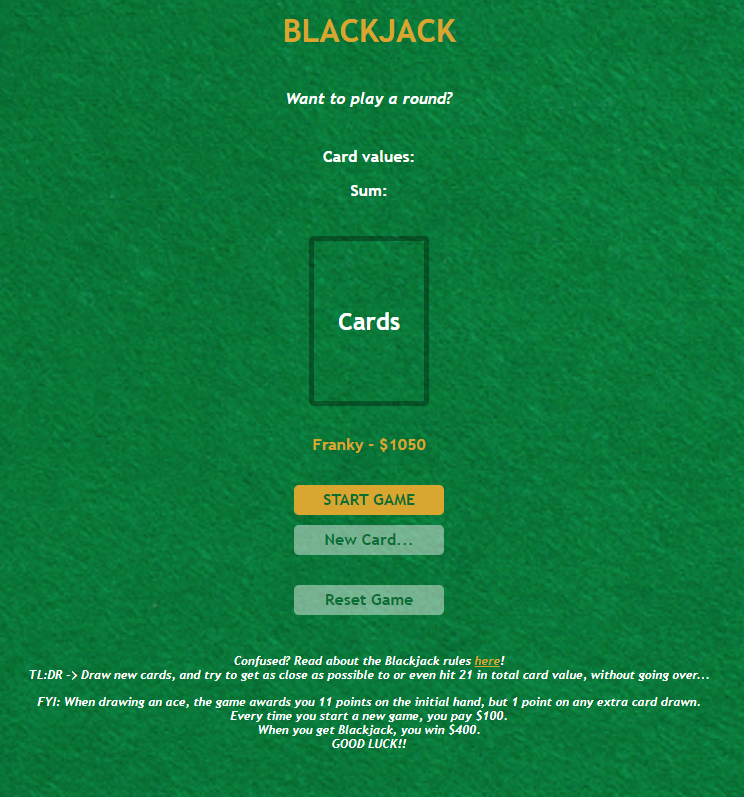 BLACKJACK
Want to play a round?
Card values:
Sum:
Cards
Franky - $1050
START GAME
New Card...
Reset Game
Confused? Read about the Blackjack rules here!
TL:DR -> Draw new cards, and try to get as close as possible to or even hit 21 in total card value, without going over...
FYI: When drawing an ace, the game awards you 11 points on the initial hand, but 1 point on any extra card drawn.
Every time you start a new game, you pay $100.
When you get Blackjack, you win $400.
GOOD LUCK!!